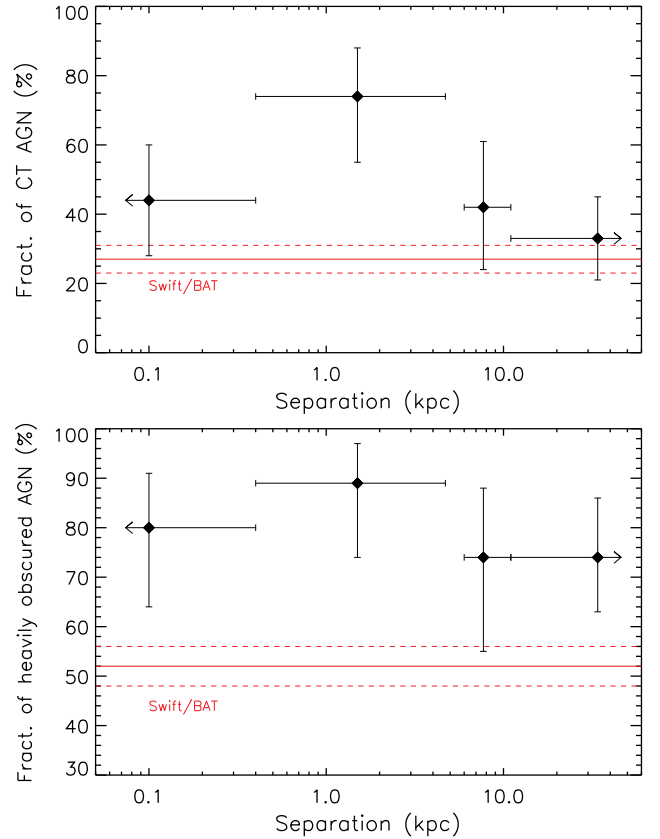 100
80
60
40
20
0
Fract. of CT AGN (%)
Swift/BAT
0.1 1.0 10.0
Separation (kpc)
100
90
80
70
60
50
40
30
Fract. of heavily obscured AGN (%)
Swift/BAT
0.1 1.0 10.0
Separation (kpc)